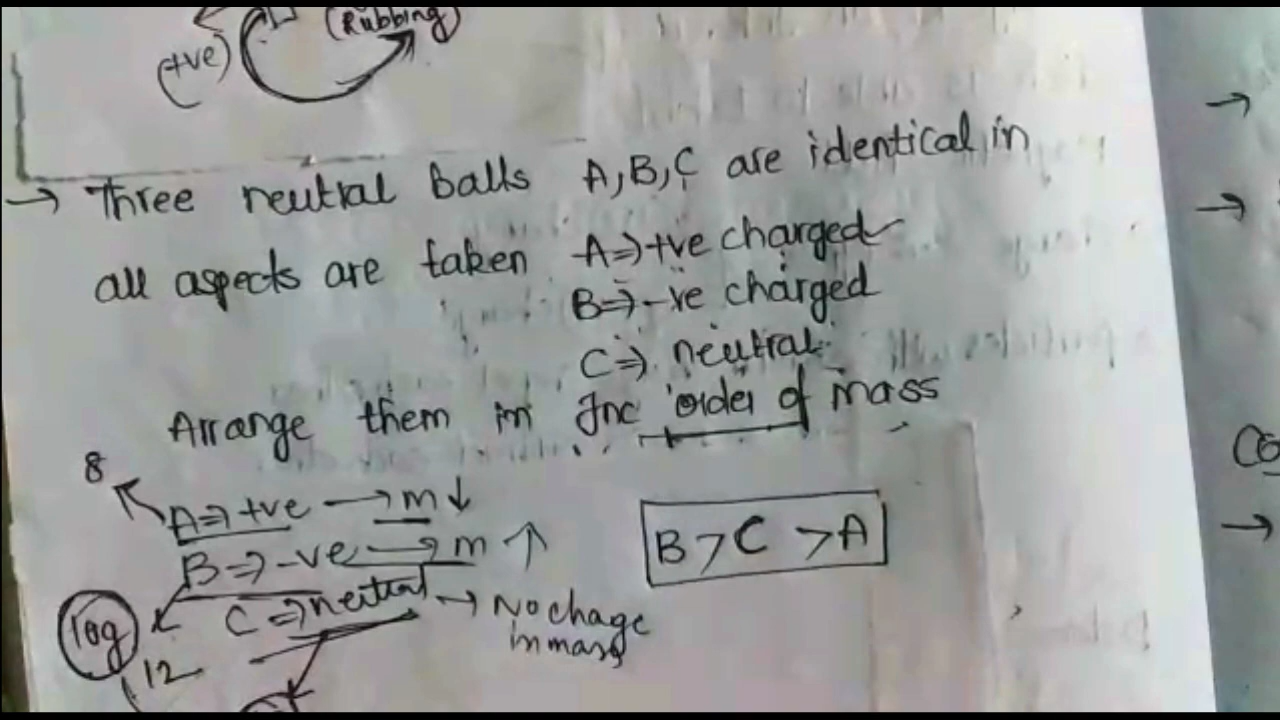 (Rubbing)
(+ve)
→ Three neutral balls A,B,C are identical in
all aspects are taken A⇒+ve charged
B⇒-ve charged
C⇒ neutral
Arrange them in Inc order of mass
8
A⇒+ve → m↓
B⇒-ve → m ↑
B>C >A
C⇒neutral → No chage
in mass
10g
12
→
→
Co
→